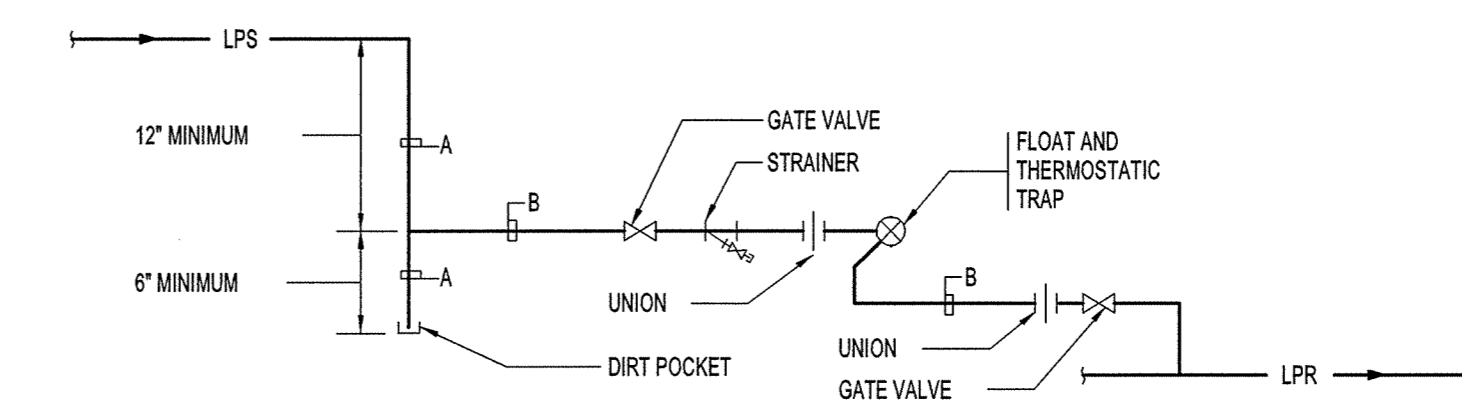 LPS
12" MINIMUM
A
GATE VALVE
STRAINER
FLOAT AND
THERMOSTATIC
TRAP
B
6" MINIMUM
A
UNION
B
DIRT POCKET
UNION
GATE VALVE
LPR